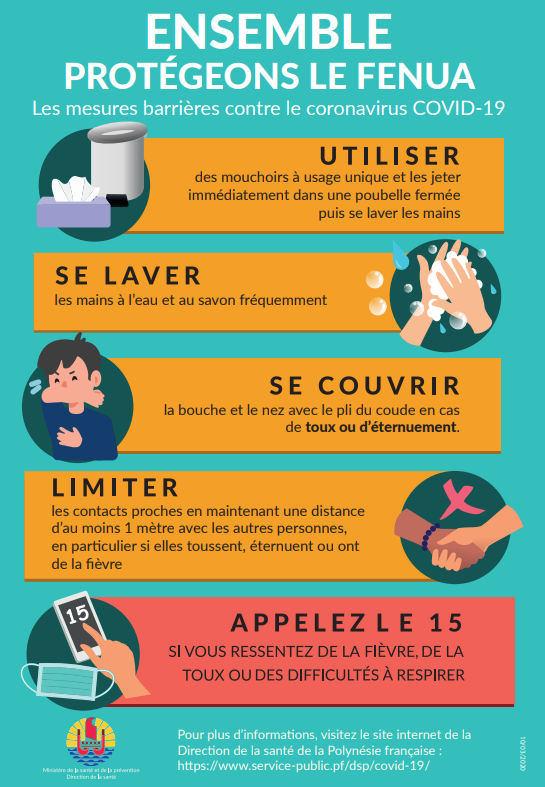 ENSEMBLE
PROTÉGEONS LE FENUA
Les mesures barrières contre le coronavirus COVID-19
UTILISER
des mouchoirs à usage unique et les jeter
immédiatement dans une poubelle fermée
puis se laver les mains
SE LAVER
les mains à l'eau et au savon fréquemment
SE COUVRIR
la bouche et le nez avec le pli du coude en cas
de toux ou d'éternuement.
LIMITER
les contacts proches en maintenant une distance
d'au moins 1 mètre avec les autres personnes,
en particulier si elles toussent, éternuent ou ont
de la fièvre
15
APPELEZ LE 15
SI VOUS RESSENTEZ DE LA FIÈVRE, DE LA
TOUX OU DES DIFFICULTÉS À RESPIRER
Ministère de la santé et de la prévention
Direction de la santé
Pour plus d'informations, visitez le site internet de la
Direction de la santé de la Polynésie française :
https://www.service-public.pf/dsp/covid-19/
10/03/2020